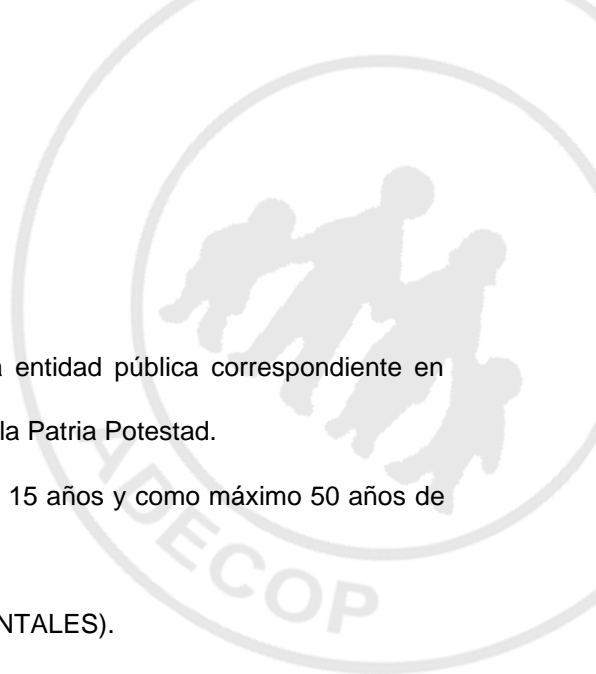 entidad pública correspondiente en
la Patria Potestad.
15 años y como máximo 50 años de
NTALES).
ADECOP